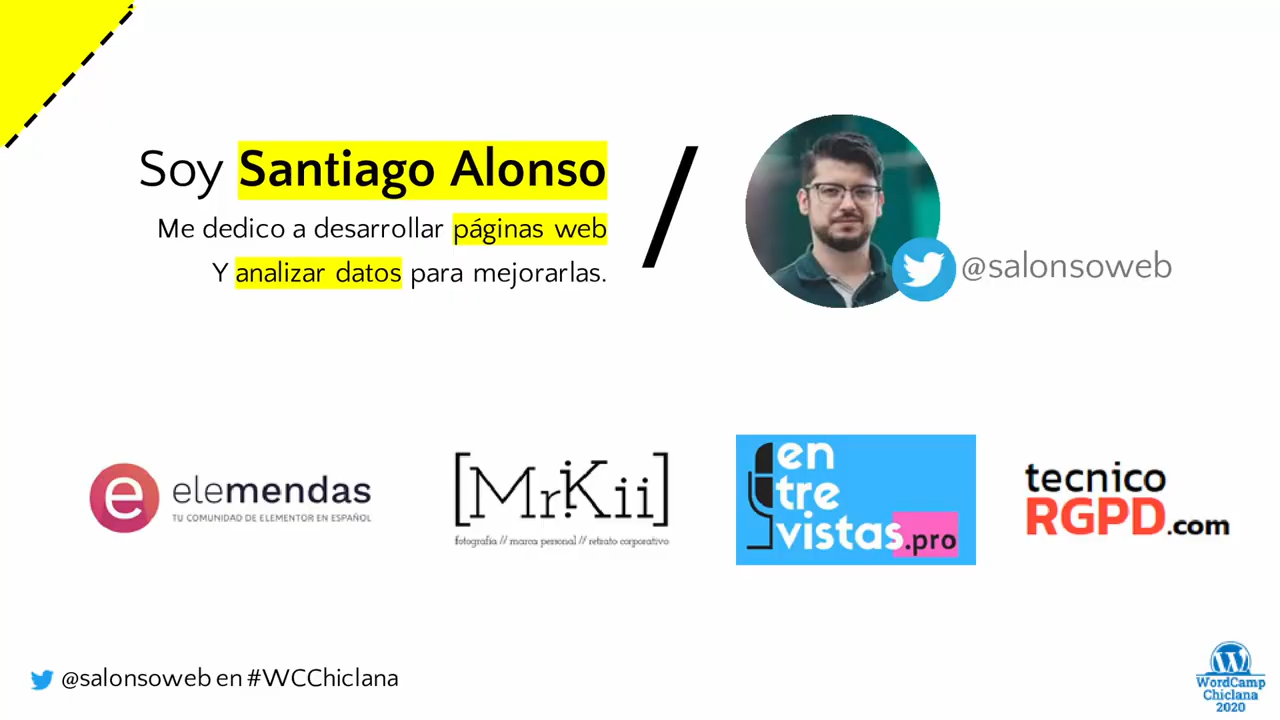 Soy Santiago Alonso
Me dedico a desarrollar páginas web
Y analizar datos para mejorarlas.
@salonsoweb
e elemendas
TU COMUNIDAD DE ELEMENTOR EN ESPAÑOL
[MrKii]
fotografía // marca personal // retrato corporativo
en
tre
vistas.pro
tecnico
RGPD.com
@salonsoweb en #WCChiclana
W
WordCamp
Chiclana
2020